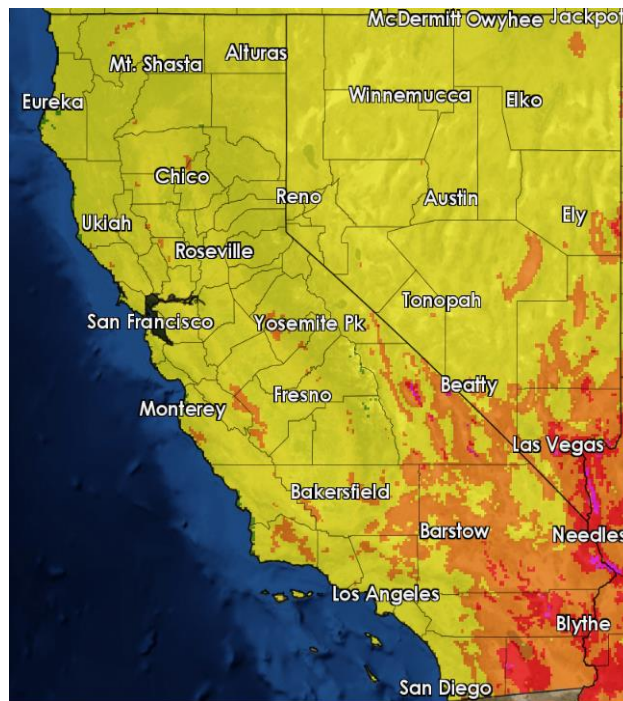 McDermitt Owyhee Jackpot
Mt. Shasta Alturas
Eureka Winnemucca Elko
Chico
Reno Austin
Ukiah Ely
Roseville
Tonopah
San Francisco Yosemite Pk
Beatty
Monterey Fresno
Las Vegas
Bakersfield
Barstow Needles
Los Angeles
Blythe
San Diego